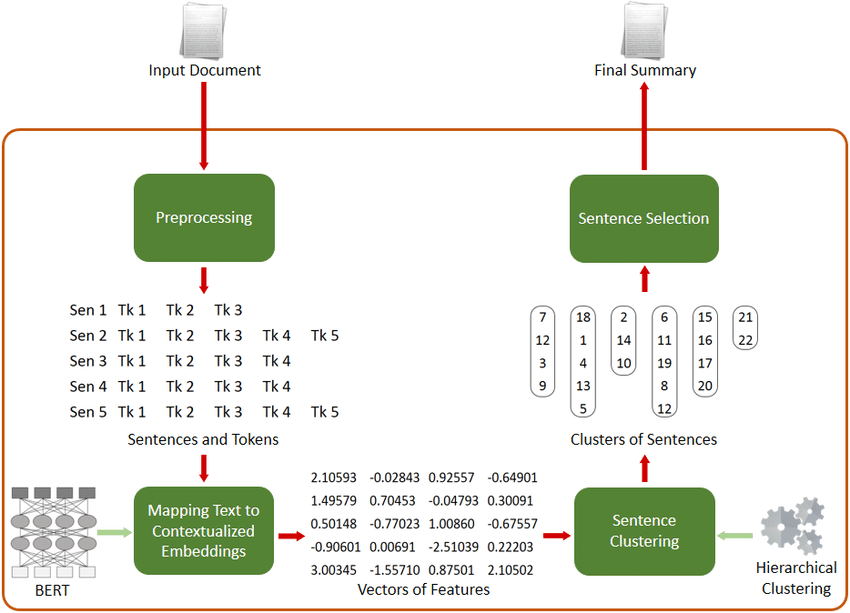 Input Document
Final Summary
Preprocessing
Sentence Selection
Sen 1 Tk 1 Tk 2 Tk 3
Sen 2 Tk 1 Tk 2 Tk 3 Tk 4 Tk 5
Sen 3 Tk 1 Tk 2 Tk 3 Tk 4
Sen 4 Tk 1 Tk 2 Tk 3 Tk 4
Sen 5 Tk 1 Tk 2 Tk 3 Tk 4 Tk 5
Sentences and Tokens
7 18 2 6 15 21
12 1 14 11 16 22
3 4 10 19 17
9 13 8 20
5 12
Clusters of Sentences
Mapping Text to
Contextualized
Embeddings
BERT
2.10593 -0.02843 0.92557 -0.64901
1.49579 0.70453 -0.04793 0.30091
0.50148 -0.77023 1.00860 -0.67557
-0.90601 0.00691 -2.51039 0.22203
3.00345 -1.55710 0.87501 2.10502
Vectors of Features
Sentence
Clustering
Hierarchical
Clustering